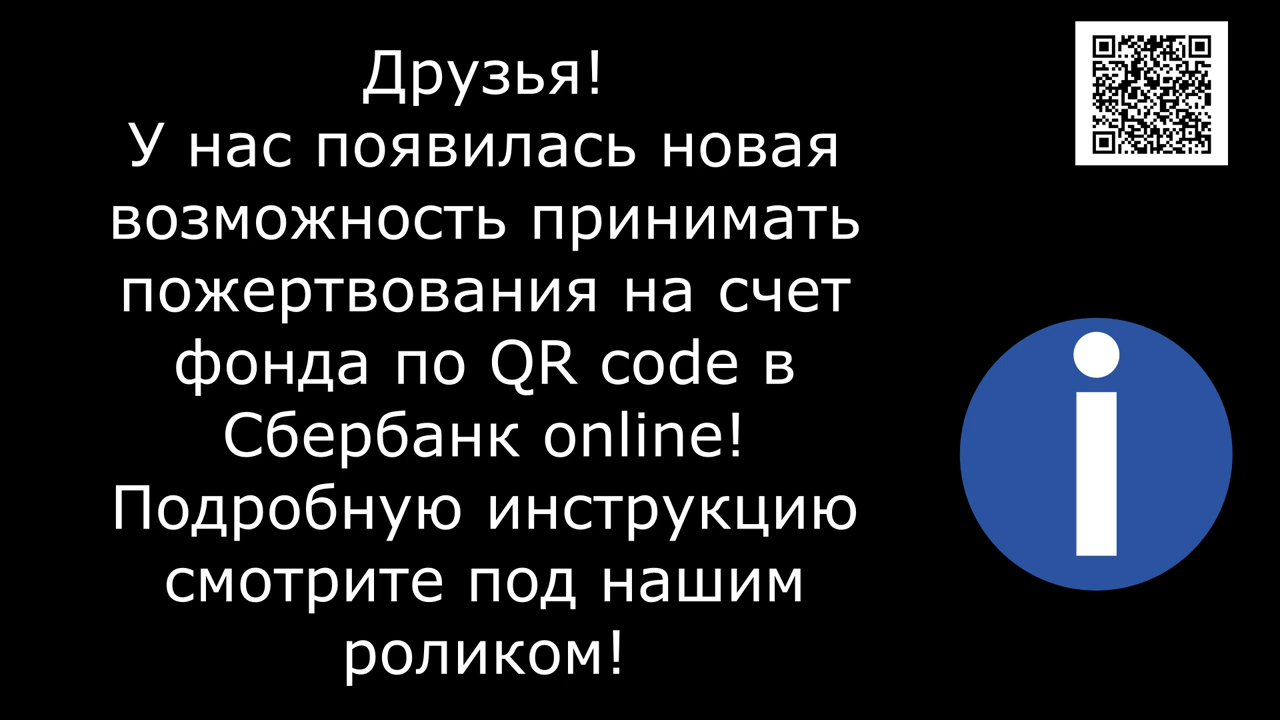 Друзья!
У нас появилась новая
возможность принимать
пожертвования на счет
фонда по QR code в
Сбербанк online!
Подробную инструкцию
смотрите под нашим
роликом!